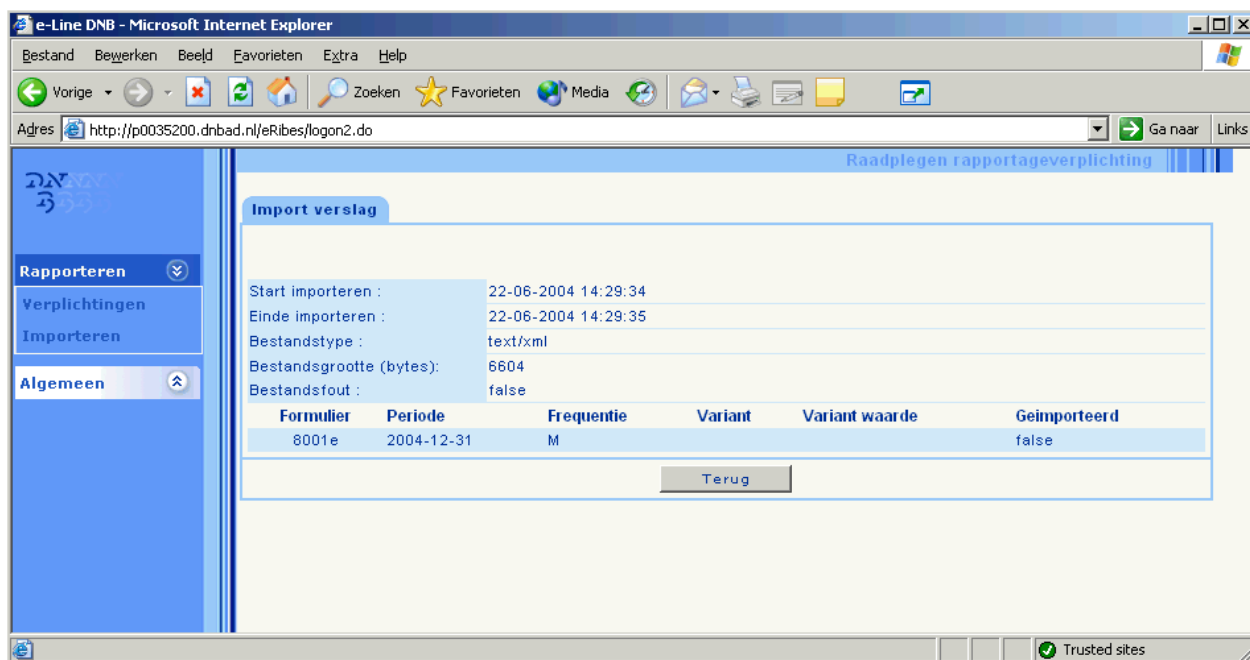 e-Line DNB - Microsoft Internet Explorer
Bestand Bewerken Beeld Favorieten Extra Help
Vorige Zoeken Favorieten Media
Adres http://p0035200.dnbad.nl/eRibes/logon2.do Ga naar Links
Raadplegen rapportageverplichting
Import verslag
Rapporteren
Verplichtingen
Importeren
Algemeen
Start importeren : 22-06-2004 14:29:34
Einde importeren : 22-06-2004 14:29:35
Bestandstype : text/xml
Bestandsgrootte (bytes): 6604
Bestandsfout : false
Formulier Periode Frequentie Variant Variant waarde Geimporteerd
8001e 2004-12-31 M false
Terug
Trusted sites